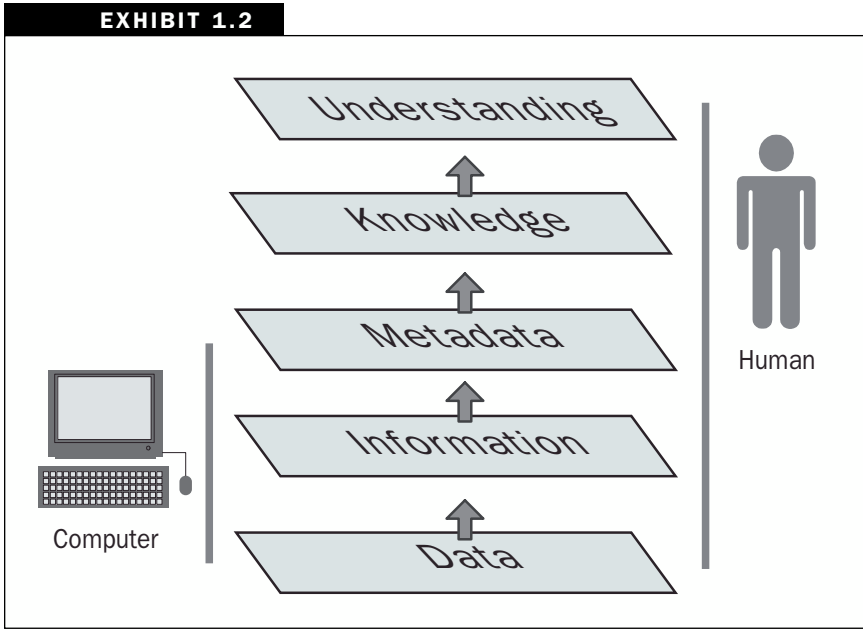 EXHIBIT 1.2
Understanding
Knowledge
Metadata
Human
Information
Computer
Data